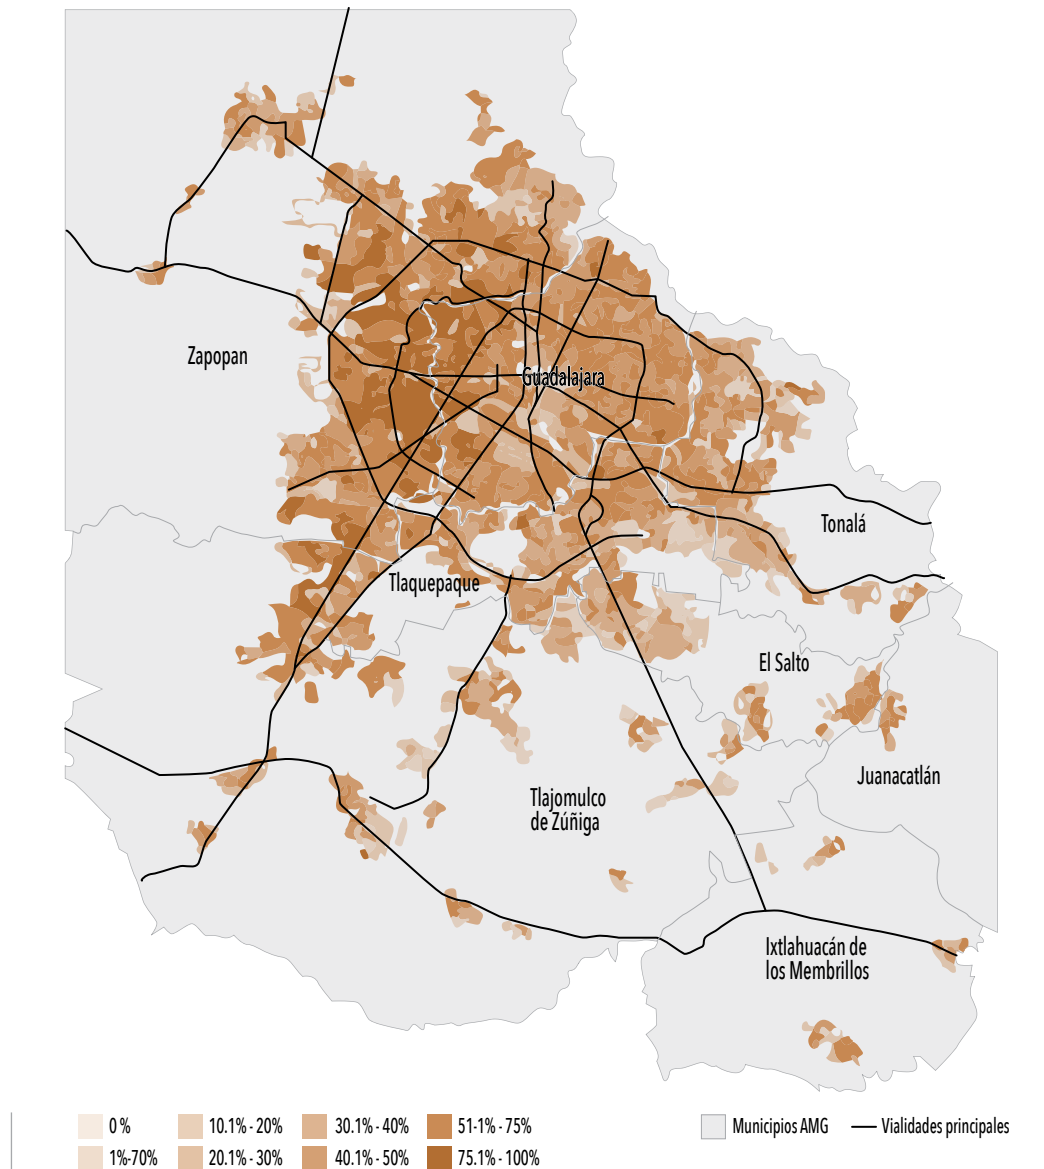 Zapopan
Guadalajara
Tonalá
Tlaquepaque
El Salto
Juanacatlán
Tlajomulco
de Zúñiga
Ixtlahuacán de
los Membrillos
0 %
10.1% - 20%
30.1% - 40%
51-1% - 75%
Municipios AMG
Vialidades principales
1%-70%
20.1% - 30%
40.1% - 50%
75.1% - 100%